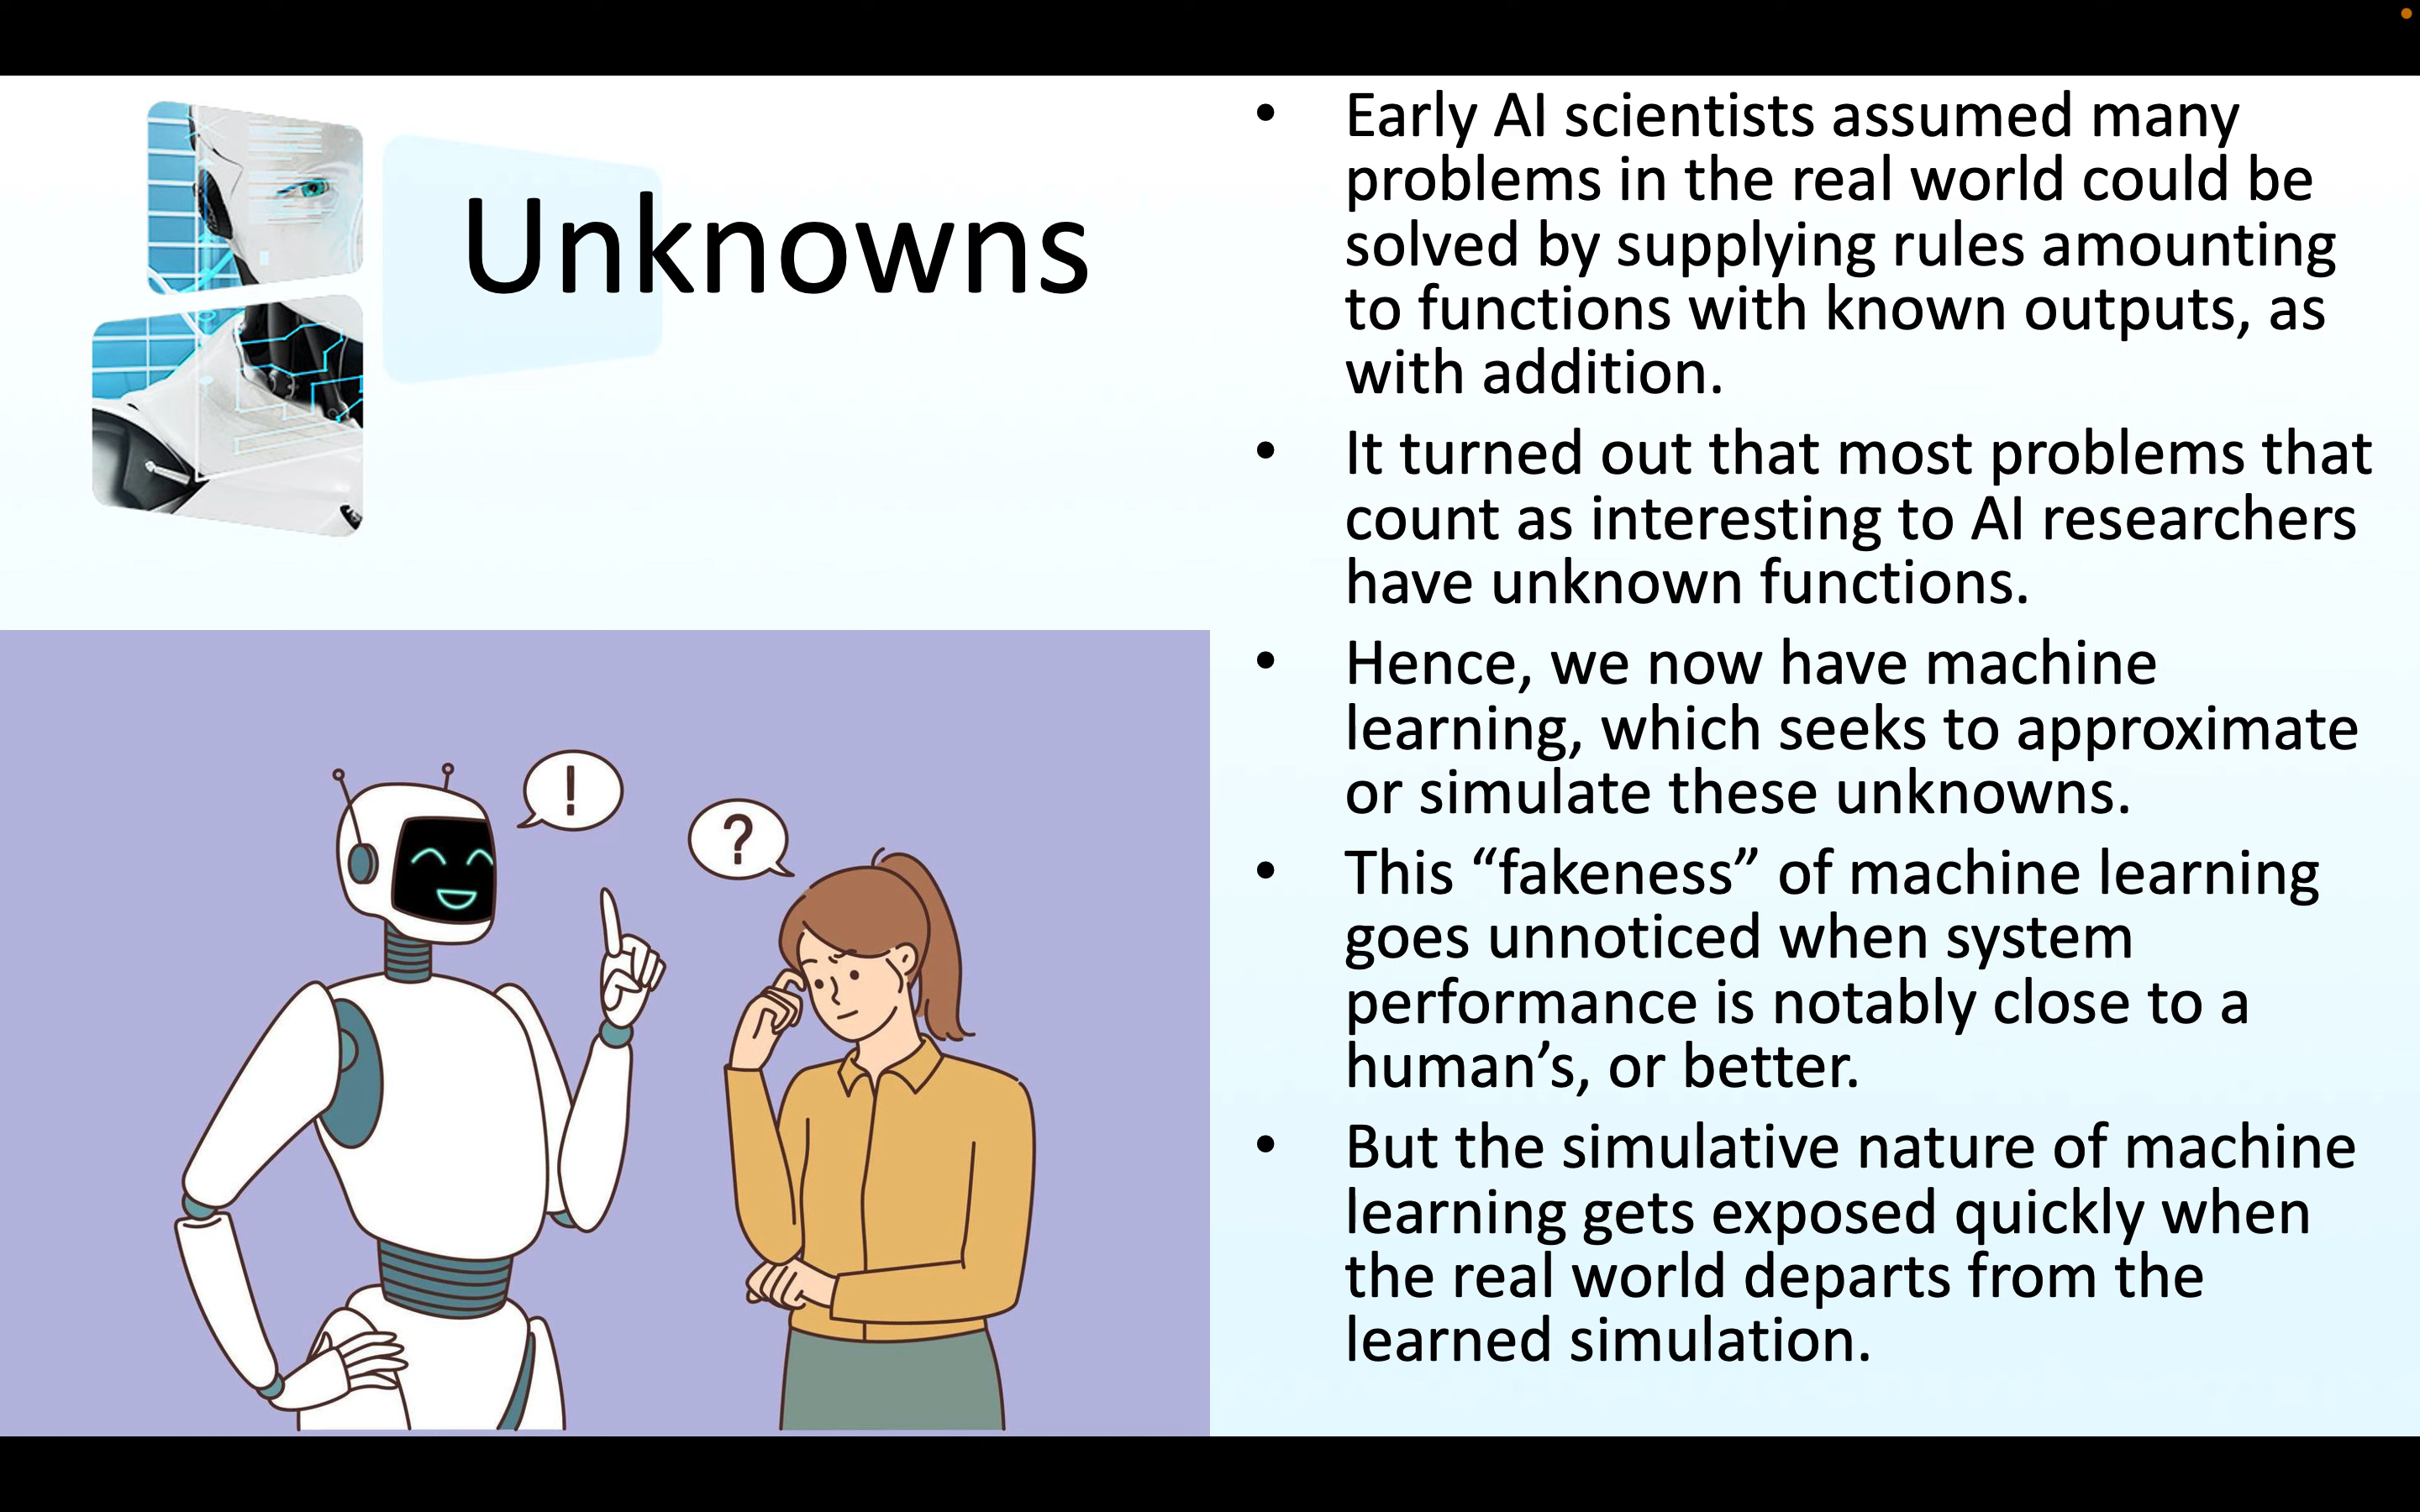 Unknowns
!
?
• Early AI scientists assumed many
problems in the real world could be
solved by supplying rules amounting
to functions with known outputs, as
with addition.
• It turned out that most problems that
count as interesting to AI researchers
have unknown functions.
• Hence, we now have machine
learning, which seeks to approximate
or simulate these unknowns.
• This “fakeness” of machine learning
goes unnoticed when system
performance is notably close to a
human’s, or better.
• But the simulative nature of machine
learning gets exposed quickly when
the real world departs from the
learned simulation.